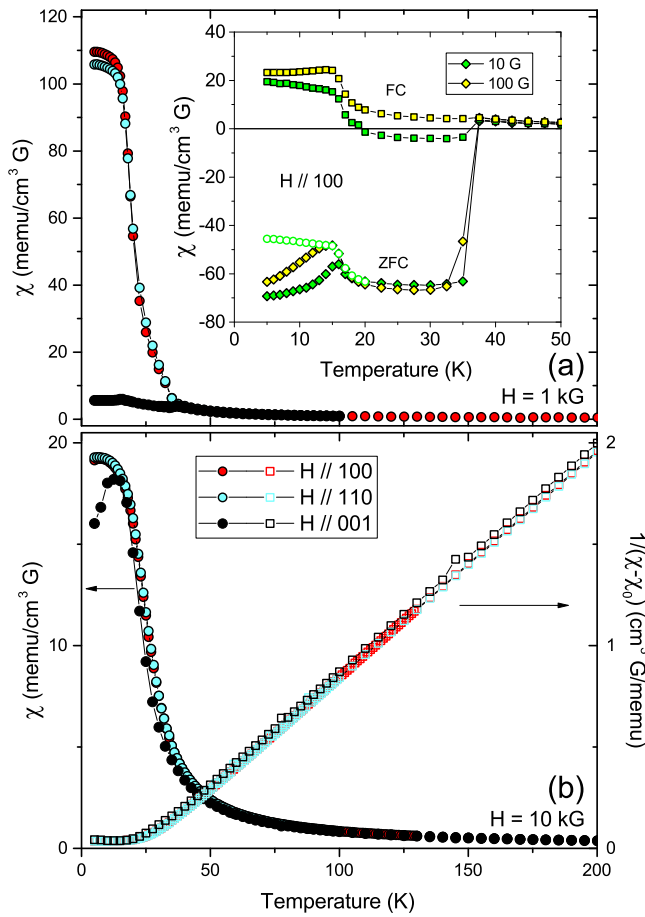 120
100
80
60
40
20
0
χ (memu/cm³ G)
40
20
0
-20
-40
-60
-80
χ (memu/cm³ G)
10 G
100 G
FC
H // 100
ZFC
0 10 20 30 40 50
Temperature (K)
(a)
H = 1 kG
20
10
0
χ (memu/cm³ G)
H // 100
H // 110
H // 001
2
1
0
1/(χ-χ₀) (cm³ G/memu)
(b)
H = 10 kG
0 50 100 150 200
Temperature (K)